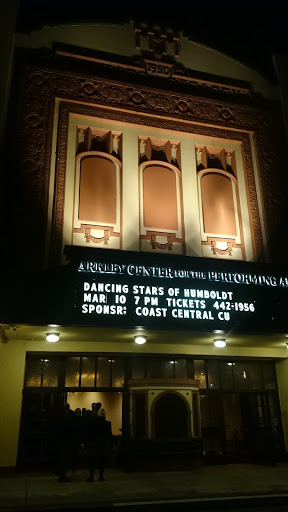 1920
ARKLEY CENTER FOR THE PERFORMING A
DANCING STARS OF HUMBOLDT
MAR 10 7 PM TICKETS 442-1956
SPONSR: COAST CENTRAL CU